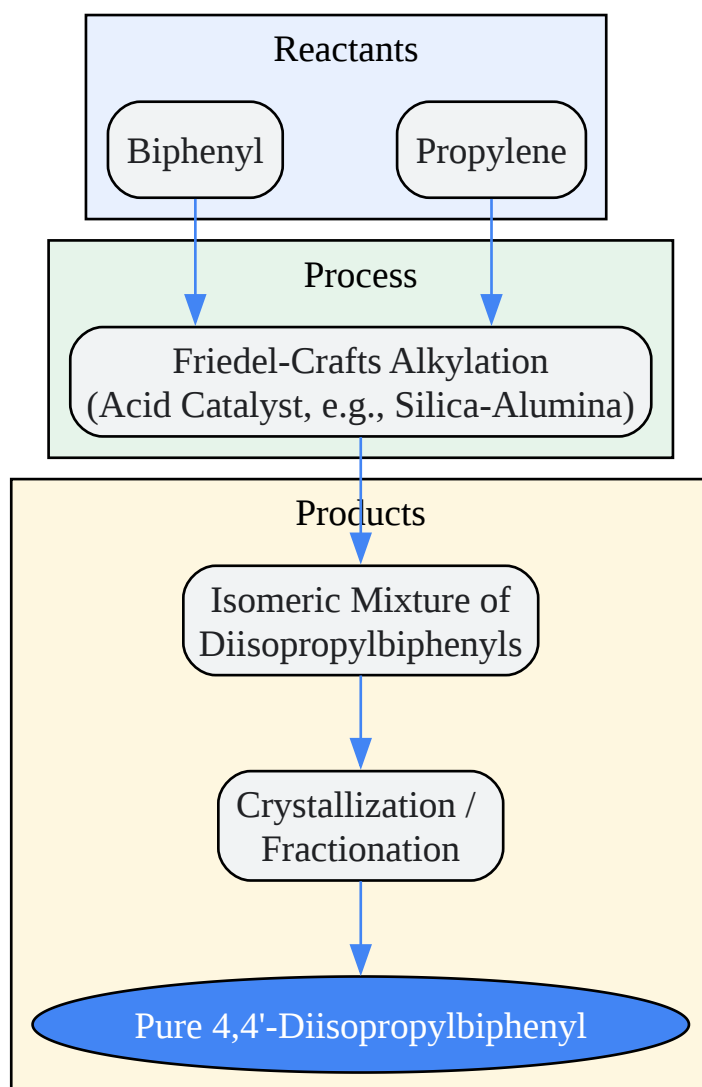 Reactants
Biphenyl
Propylene
Process
Friedel-Crafts Alkylation
(Acid Catalyst, e.g., Silica-Alumina)
Products
Isomeric Mixture of
Diisopropylbiphenyls
Crystallization /
Fractionation
Pure 4,4'-Diisopropylbiphenyl